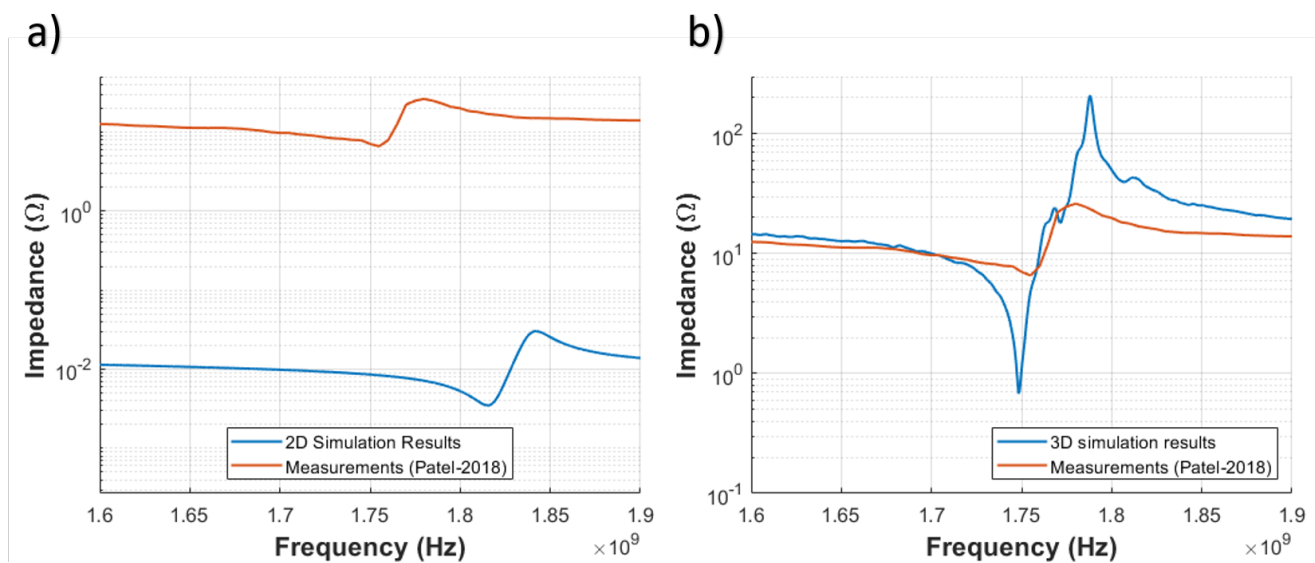 a)
Impedance (Ω)
10^0
10^-2
2D Simulation Results
Measurements (Patel-2018)
1.6 1.65 1.7 1.75 1.8 1.85 1.9
Frequency (Hz) ×10^9
b)
Impedance (Ω)
10^2
10^1
10^0
10^-1
3D simulation results
Measurements (Patel-2018)
1.6 1.65 1.7 1.75 1.8 1.85 1.9
Frequency (Hz) ×10^9